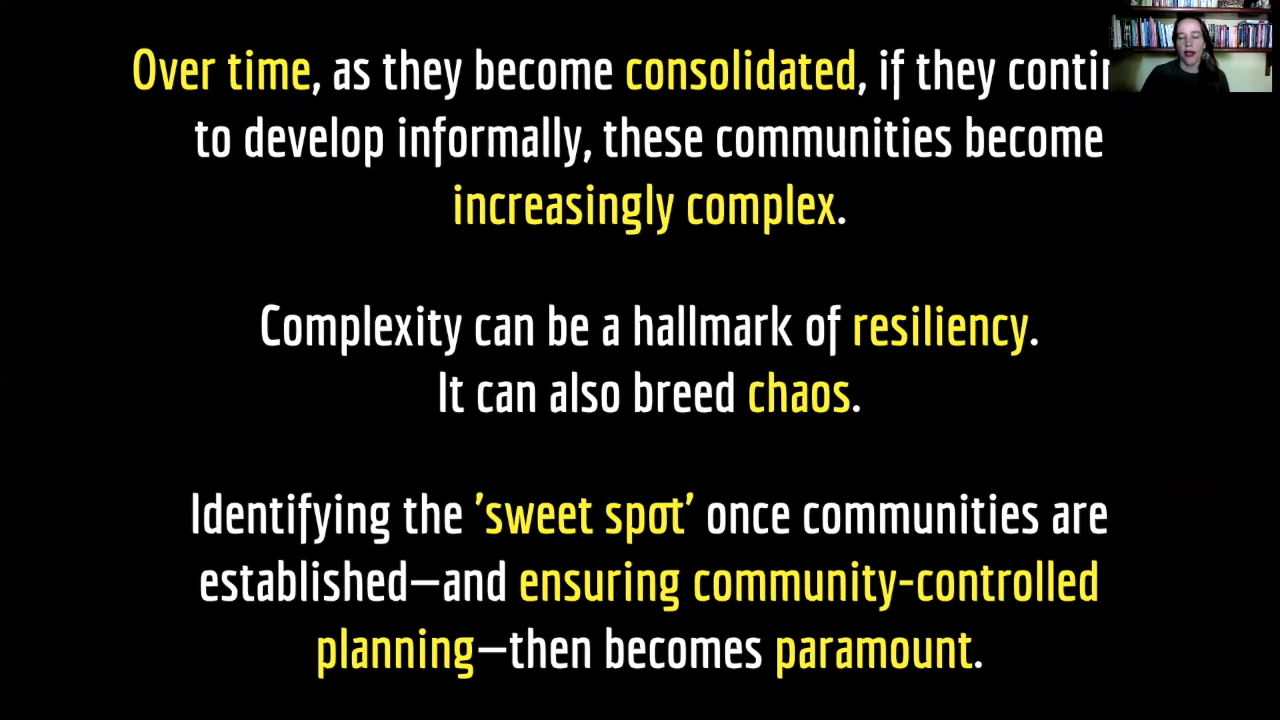 Over time, as they become consolidated, if they contin
to develop informally, these communities become
increasingly complex.
Complexity can be a hallmark of resiliency.
It can also breed chaos.
Identifying the 'sweet spot' once communities are
established—and ensuring community-controlled
planning—then becomes paramount.